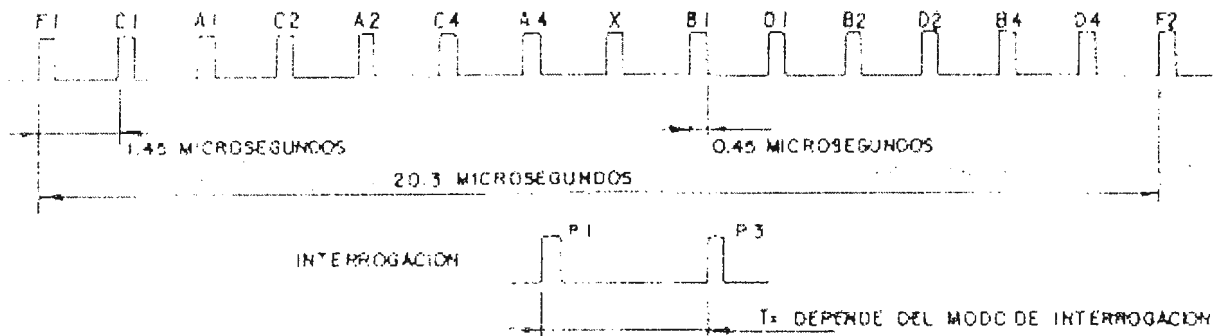 F1 C1 A1 C2 A2 C4 A4 X B1 D1 B2 D2 B4 D4 F2
1.45 MICROSEGUNDOS
0.45 MICROSEGUNDOS
20.3 MICROSEGUNDOS
P1 P3
INTERROGACION
T= DEPENDE DEL MODO DE INTERROGACION